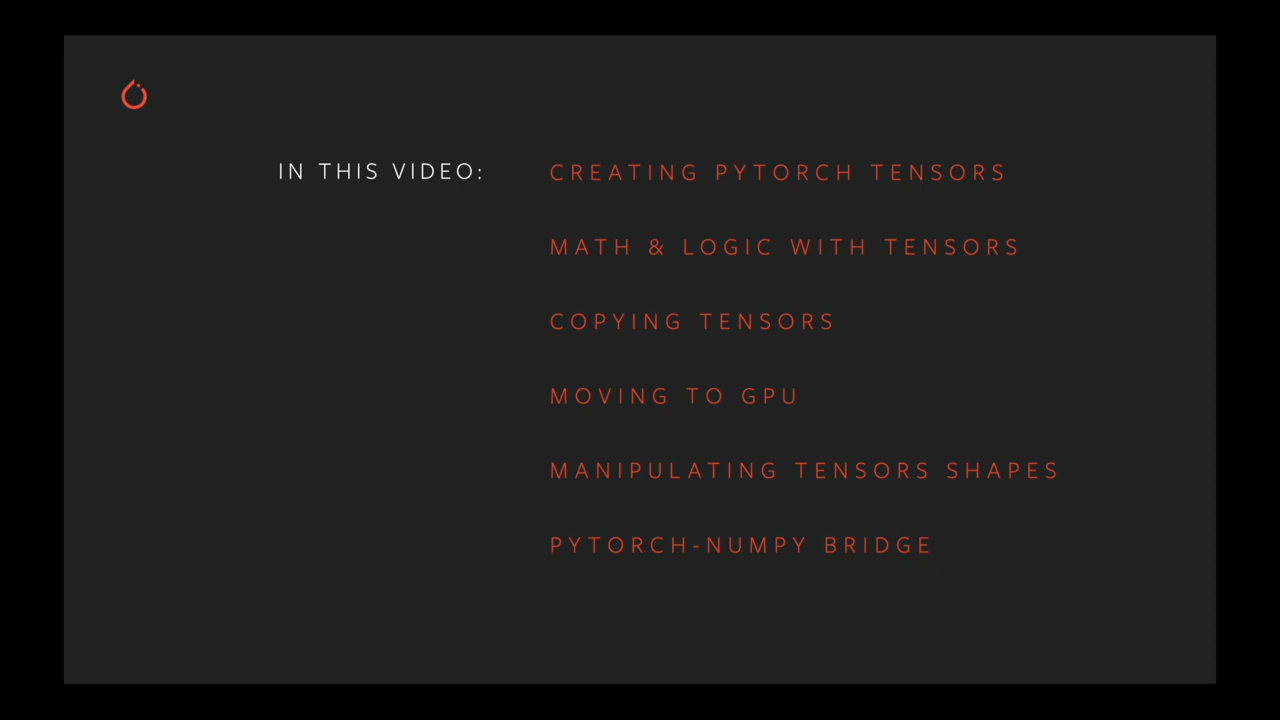 IN THIS VIDEO:
CREATING PYTORCH TENSORS
MATH & LOGIC WITH TENSORS
COPYING TENSORS
MOVING TO GPU
MANIPULATING TENSORS SHAPES
PYTORCH-NUMPY BRIDGE